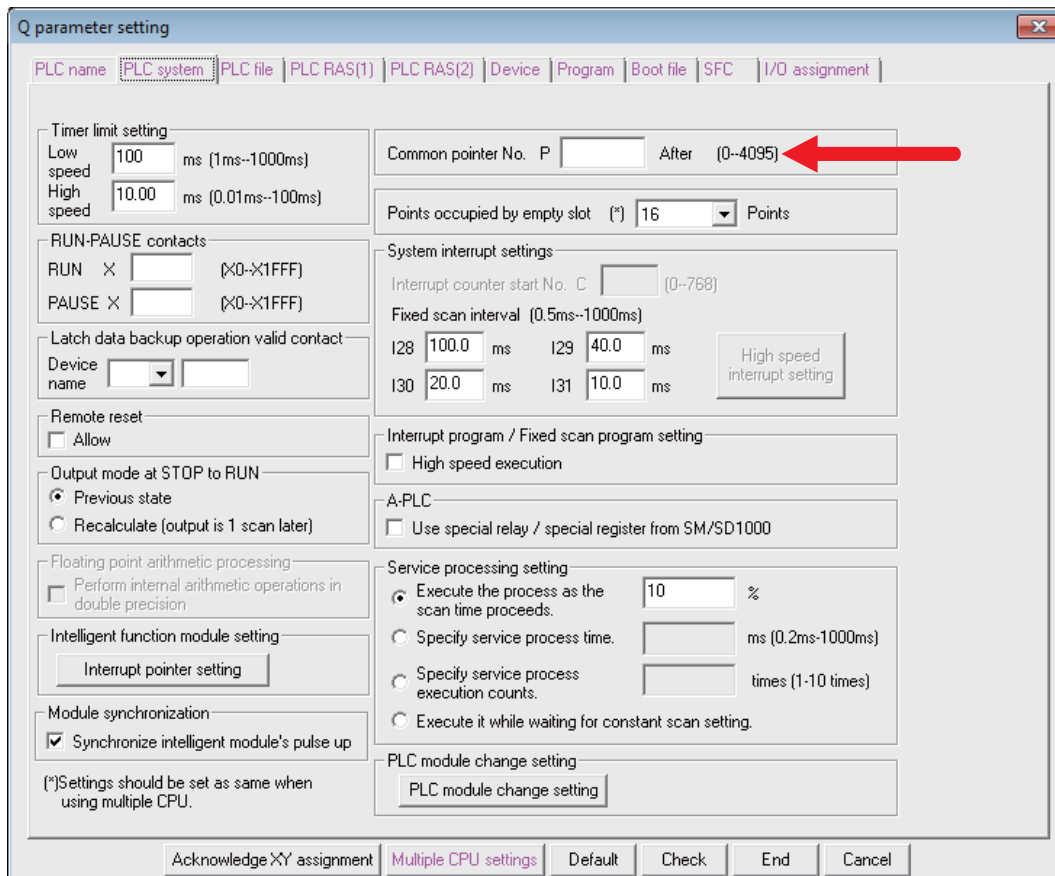 Q parameter setting
PLC name PLC system PLC file PLC RAS(1) PLC RAS(2) Device Program Boot file SFC I/O assignment
Timer limit setting
Low speed 100 ms (1ms--1000ms)
High speed 10.00 ms (0.01ms--100ms)
RUN-PAUSE contacts
RUN X (X0--X1FFF)
PAUSE X (X0--X1FFF)
Latch data backup operation valid contact
Device name
Remote reset
Allow
Output mode at STOP to RUN
Previous state
Recalculate (output is 1 scan later)
Floating point arithmetic processing
Perform internal arithmetic operations in
double precision
Intelligent function module setting
Interrupt pointer setting
Module synchronization
Synchronize intelligent module's pulse up
(*)Settings should be set as same when
using multiple CPU.
Common pointer No. P After (0--4095)
Points occupied by empty slot (*) 16 Points
System interrupt settings
Interrupt counter start No. C (0--768)
Fixed scan interval (0.5ms--1000ms)
I28 100.0 ms I29 40.0 ms
I30 20.0 ms I31 10.0 ms
High speed
interrupt setting
Interrupt program / Fixed scan program setting
High speed execution
A-PLC
Use special relay / special register from SM/SD1000
Service processing setting
Execute the process as the
scan time proceeds. 10 %
Specify service process time. ms (0.2ms-1000ms)
Specify service process
execution counts. times (1-10 times)
Execute it while waiting for constant scan setting.
PLC module change setting
PLC module change setting
Acknowledge XY assignment Multiple CPU settings Default Check End Cancel